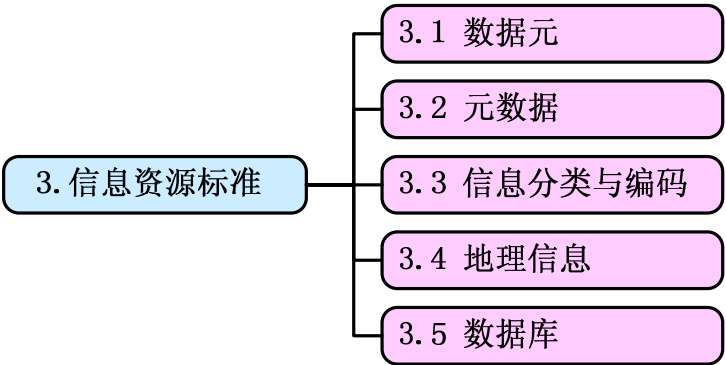 3.1 数据元
3.2 元数据
3.信息资源标准
3.3 信息分类与编码
3.4 地理信息
3.5 数据库